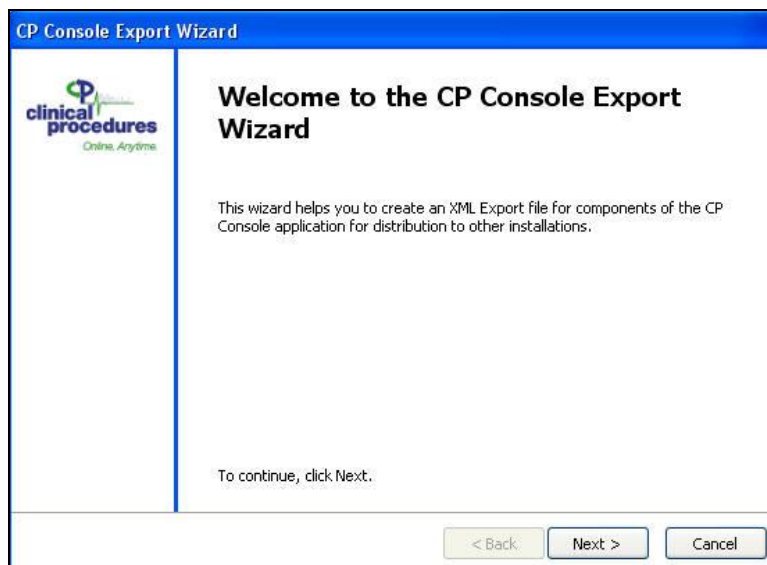 CP Console Export Wizard
CP
clinical
procedures
Online, Anytime.
Welcome to the CP Console Export
Wizard
This wizard helps you to create an XML Export file for components of the CP
Console application for distribution to other installations.
To continue, click Next.
< Back
Next >
Cancel